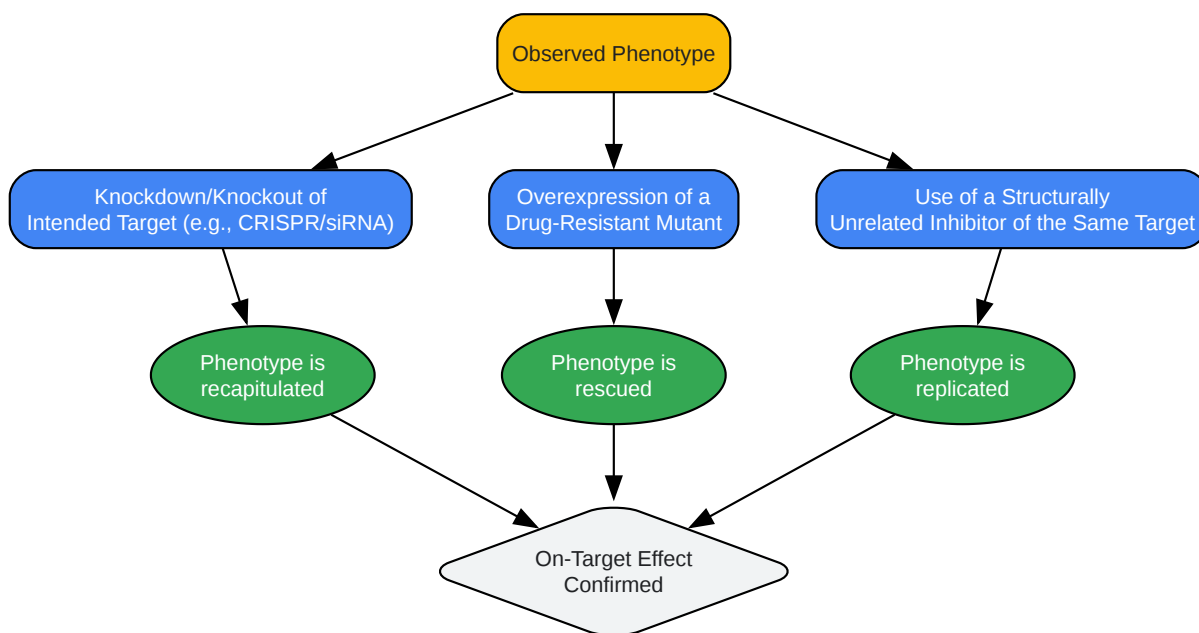 Observed Phenotype
Knockdown/Knockout of
Intended Target (e.g., CRISPR/siRNA)
Overexpression of a
Drug-Resistant Mutant
Use of a Structurally
Unrelated Inhibitor of the Same Target
Phenotype is
recapitulated
Phenotype is
rescued
Phenotype is
replicated
On-Target Effect
Confirmed